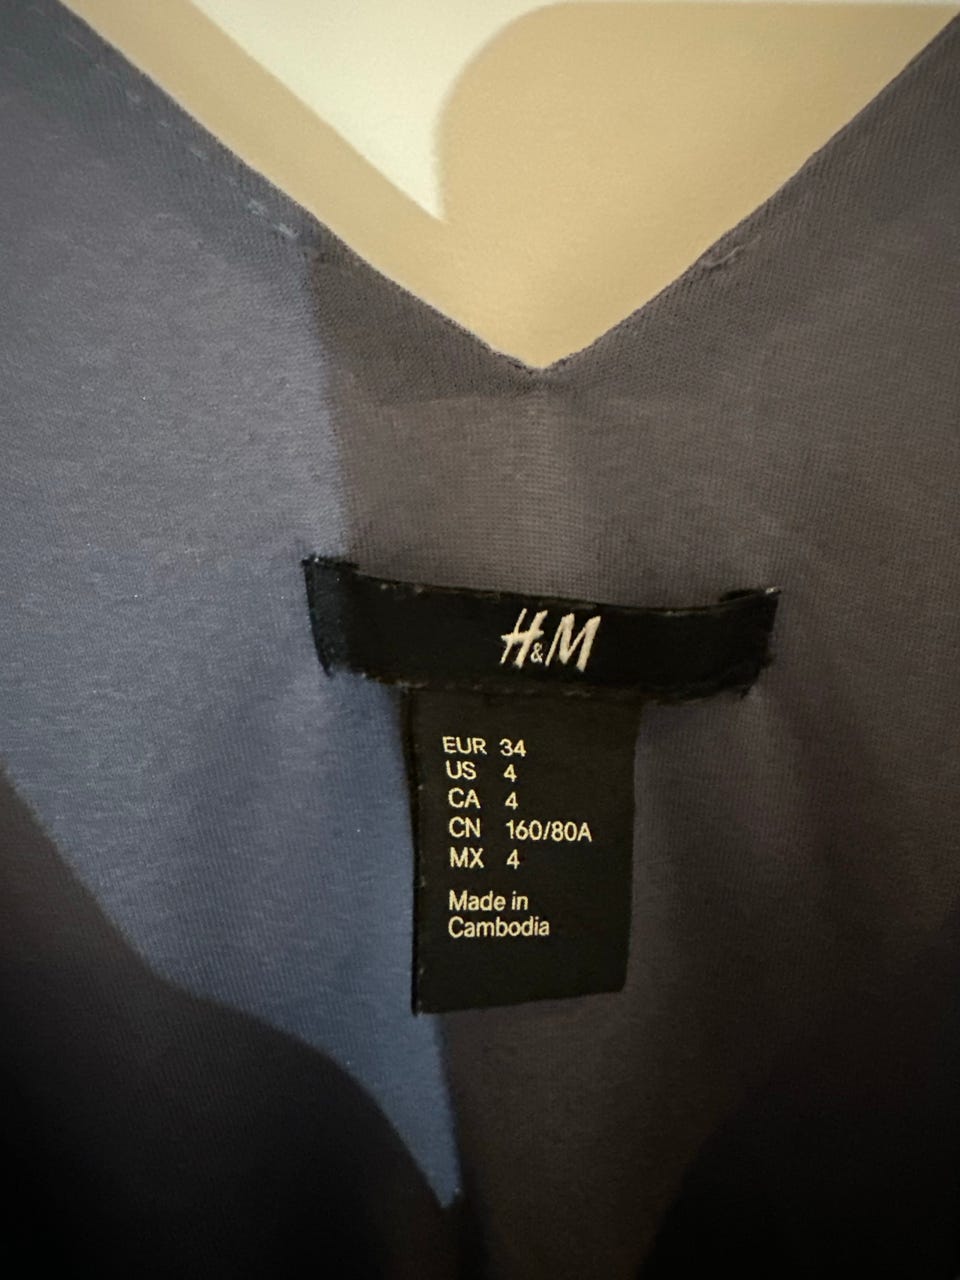 H&M
EUR 34
US 4
CA 4
CN 160/80A
MX 4
Made in
Cambodia